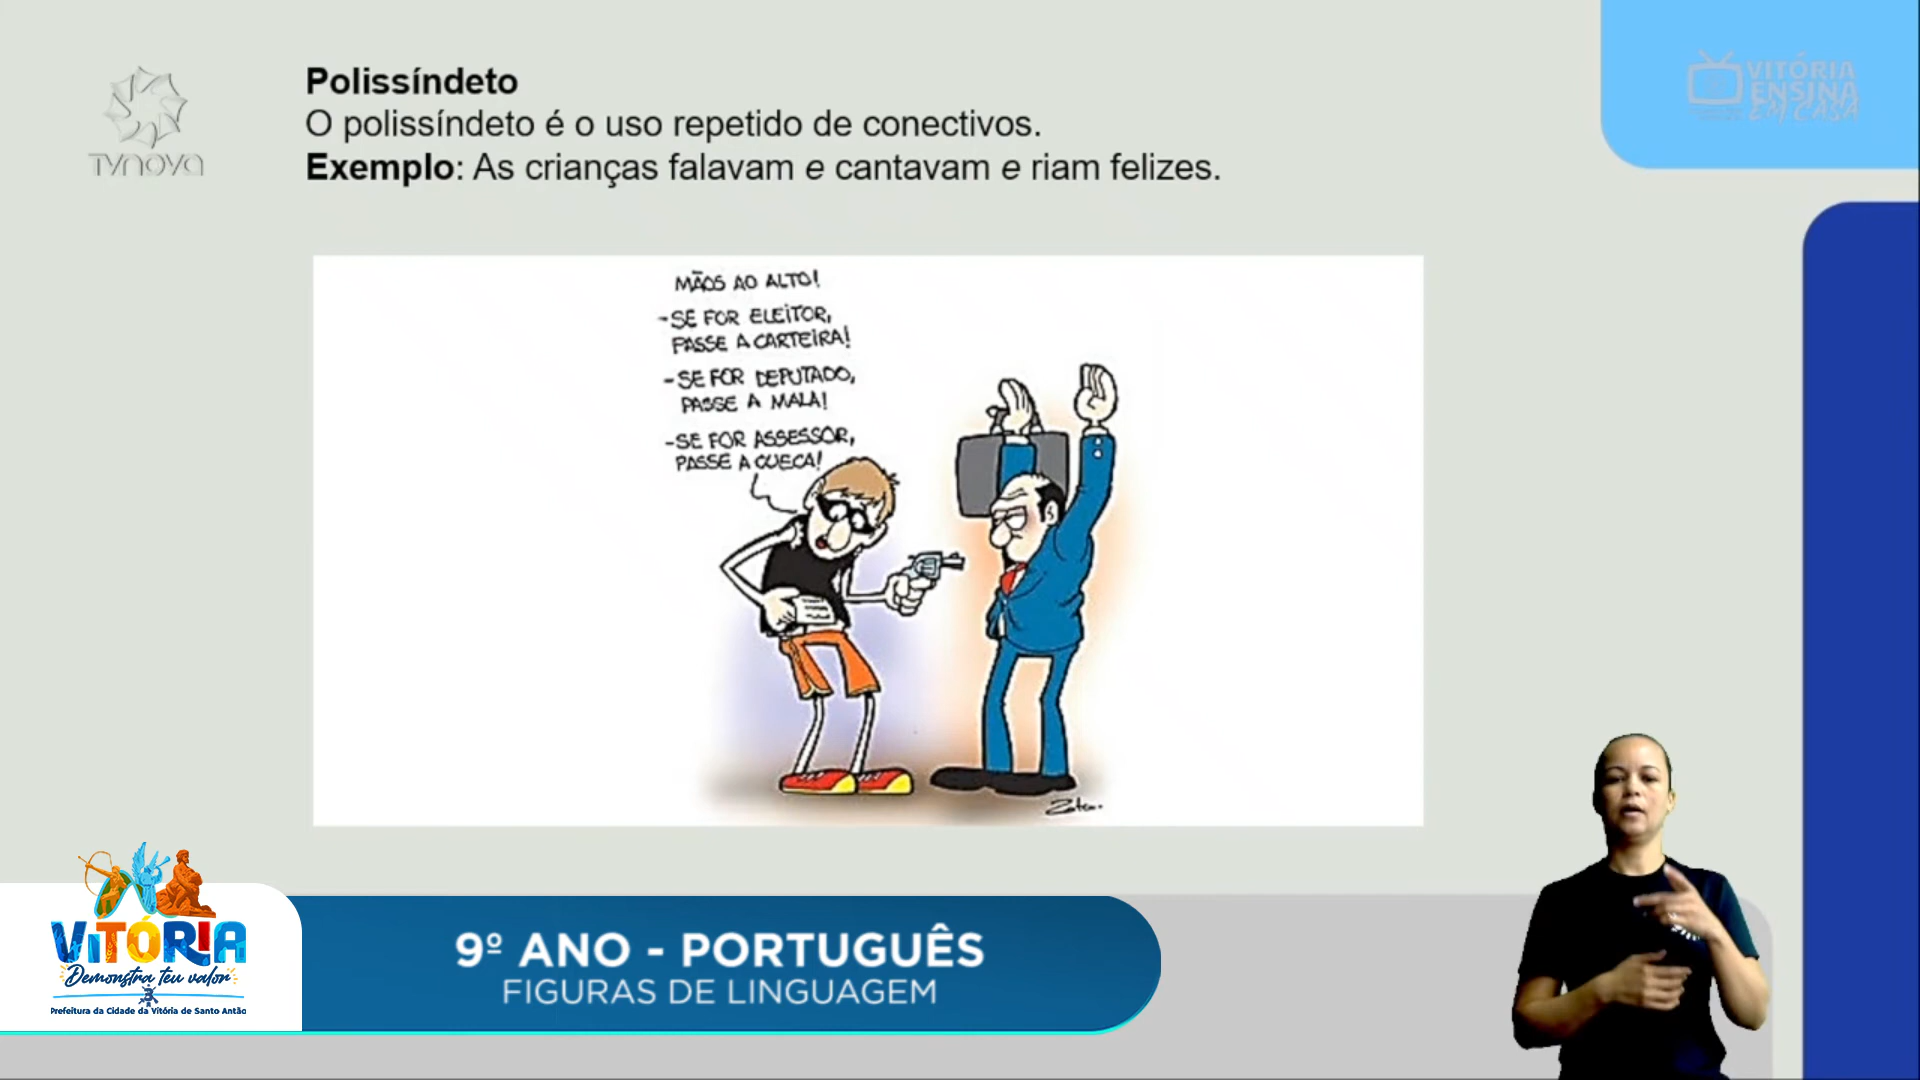 Polissíndeto
O polissíndeto é o uso repetido de conectivos.
Exemplo: As crianças falavam e cantavam e riam felizes.
TVNOVA
VITÓRIA
ENSINA
EM CASA
MÃOS AO ALTO!
-SE FOR ELEITOR,
PASSE A CARTEIRA!
-SE FOR DEPUTADO,
PASSE A MALA!
-SE FOR ASSESSOR,
PASSE A CUECA!
VITÓRIA
Demonstra teu valor
Prefeitura da Cidade da Vitória de Santo Antão
9º ANO - PORTUGUÊS
FIGURAS DE LINGUAGEM